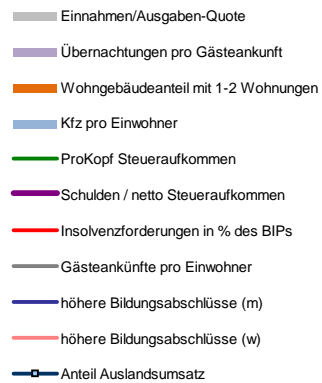 Einnahmen/Ausgaben-Quote
Übernachtungen pro Gästeankunft
Wohngebäudeanteil mit 1-2 Wohnungen
Kfz pro Einwohner
ProKopf Steueraufkommen
Schulden / netto Steueraufkommen
Insolvenzforderungen in % des BIPs
Gästeankünfte pro Einwohner
höhere Bildungsabschlüsse (m)
höhere Bildungsabschlüsse (w)
Anteil Auslandsumsatz